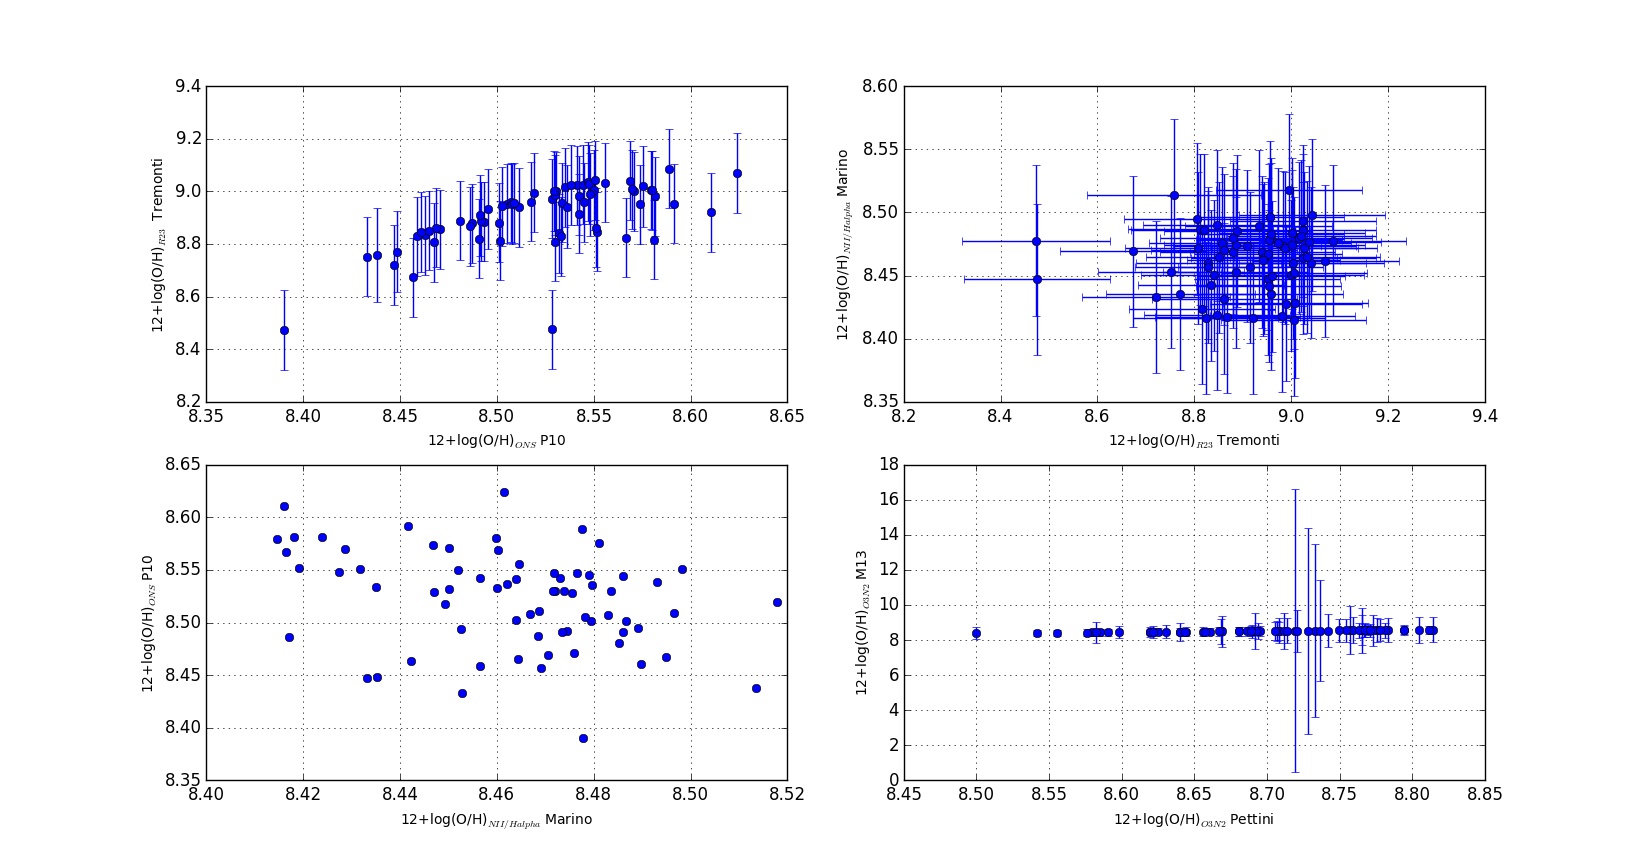 9.4
9.2
9.0
8.8
8.6
8.4
8.2
8.35 8.40 8.45 8.50 8.55 8.60 8.65
12+log(O/H)R23 Tremonti
12+log(O/H)ONS P10
8.60
8.55
8.50
8.45
8.40
8.35
8.2 8.4 8.6 8.8 9.0 9.2 9.4
12+log(O/H)NII/Halpha Marino
12+log(O/H)R23 Tremonti
8.65
8.60
8.55
8.50
8.45
8.40
8.35
8.40 8.42 8.44 8.46 8.48 8.50 8.52
12+log(O/H)ONS P10
12+log(O/H)NII/Halpha Marino
18
16
14
12
10
8
6
4
2
0
8.45 8.50 8.55 8.60 8.65 8.70 8.75 8.80 8.85
12+log(O/H)O3N2 M13
12+log(O/H)O3N2 Pettini